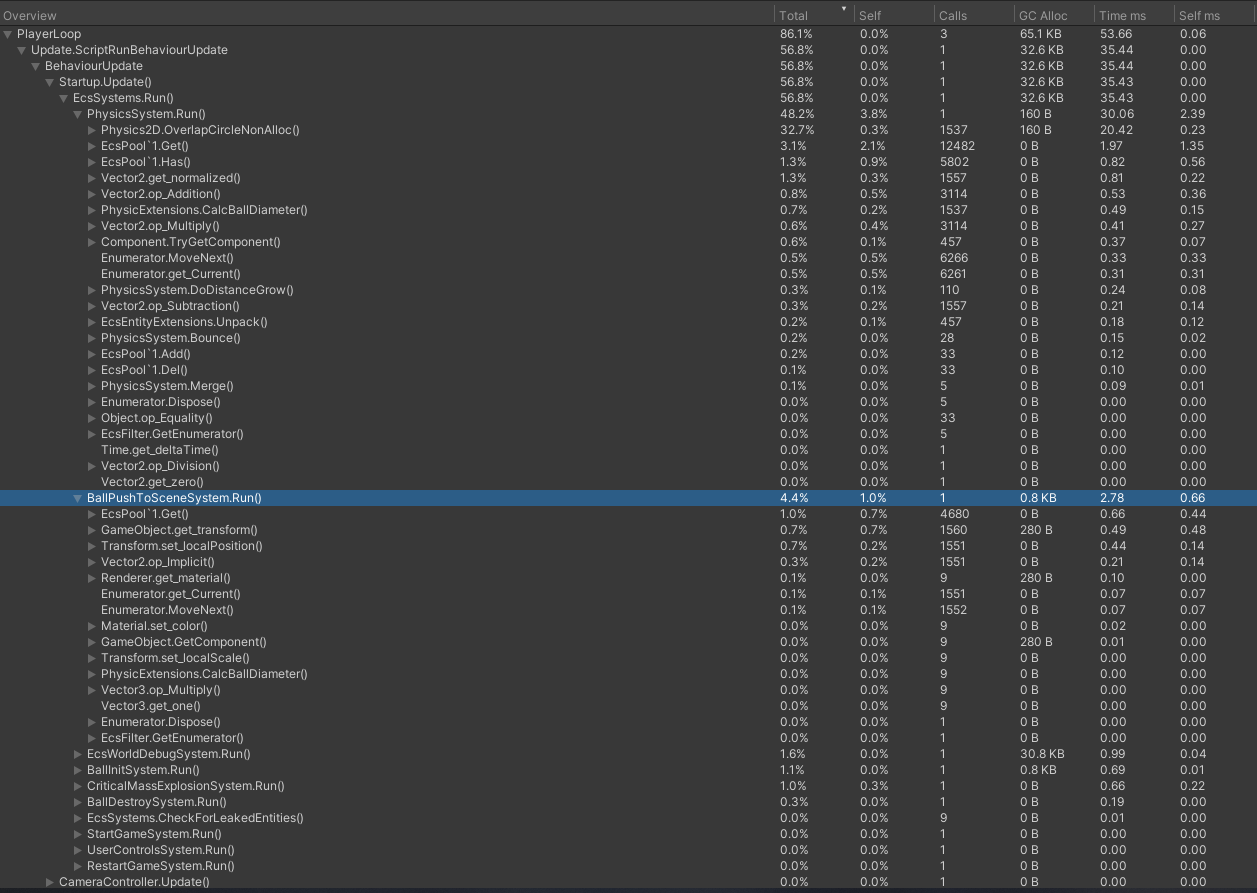 Overview Total Self Calls GC Alloc Time ms Self ms
PlayerLoop 86.1% 0.0% 3 65.1 KB 53.66 0.06
Update.ScriptRunBehaviourUpdate 56.8% 0.0% 1 32.6 KB 35.44 0.00
BehaviourUpdate 56.8% 0.0% 1 32.6 KB 35.44 0.00
Startup.Update() 56.8% 0.0% 1 32.6 KB 35.43 0.00
EcsSystems.Run() 56.8% 0.0% 1 32.6 KB 35.43 0.00
PhysicsSystem.Run() 48.2% 3.8% 1 160 B 30.06 2.39
Physics2D.OverlapCircleNonAlloc() 32.7% 0.3% 1537 160 B 20.42 0.23
EcsPool`1.Get() 3.1% 2.1% 12482 0 B 1.97 1.35
EcsPool`1.Has() 1.3% 0.9% 5802 0 B 0.82 0.56
Vector2.get_normalized() 1.3% 0.3% 1557 0 B 0.81 0.22
Vector2.op_Addition() 0.8% 0.5% 3114 0 B 0.53 0.36
PhysicExtensions.CalcBallDiameter() 0.7% 0.2% 1537 0 B 0.49 0.15
Vector2.op_Multiply() 0.6% 0.4% 3114 0 B 0.41 0.27
Component.TryGetComponent() 0.6% 0.1% 457 0 B 0.37 0.07
Enumerator.MoveNext() 0.5% 0.5% 6266 0 B 0.33 0.33
Enumerator.get_Current() 0.5% 0.5% 6261 0 B 0.31 0.31
PhysicsSystem.DoDistanceGrow() 0.3% 0.1% 110 0 B 0.24 0.08
Vector2.op_Subtraction() 0.3% 0.2% 1557 0 B 0.21 0.14
EcsEntityExtensions.Unpack() 0.2% 0.1% 457 0 B 0.18 0.12
PhysicsSystem.Bounce() 0.2% 0.0% 28 0 B 0.15 0.02
EcsPool`1.Add() 0.2% 0.0% 33 0 B 0.12 0.00
EcsPool`1.Del() 0.1% 0.0% 33 0 B 0.10 0.00
PhysicsSystem.Merge() 0.1% 0.0% 5 0 B 0.09 0.01
Enumerator.Dispose() 0.0% 0.0% 5 0 B 0.00 0.00
Object.op_Equality() 0.0% 0.0% 33 0 B 0.00 0.00
EcsFilter.GetEnumerator() 0.0% 0.0% 5 0 B 0.00 0.00
Time.get_deltaTime() 0.0% 0.0% 1 0 B 0.00 0.00
Vector2.op_Division() 0.0% 0.0% 1 0 B 0.00 0.00
Vector2.get_zero() 0.0% 0.0% 1 0 B 0.00 0.00
BallPushToSceneSystem.Run() 4.4% 1.0% 1 0.8 KB 2.78 0.66
EcsPool`1.Get() 1.0% 0.7% 4680 0 B 0.66 0.44
GameObject.get_transform() 0.7% 0.7% 1560 280 B 0.49 0.48
Transform.set_localPosition() 0.7% 0.2% 1551 0 B 0.44 0.14
Vector2.op_Implicit() 0.3% 0.2% 1551 0 B 0.21 0.14
Renderer.get_material() 0.1% 0.0% 9 280 B 0.10 0.00
Enumerator.get_Current() 0.1% 0.1% 1551 0 B 0.07 0.07
Enumerator.MoveNext() 0.1% 0.1% 1552 0 B 0.07 0.07
Material.set_color() 0.0% 0.0% 9 0 B 0.02 0.00
GameObject.GetComponent() 0.0% 0.0% 9 280 B 0.01 0.00
Transform.set_localScale() 0.0% 0.0% 9 0 B 0.00 0.00
PhysicExtensions.CalcBallDiameter() 0.0% 0.0% 9 0 B 0.00 0.00
Vector3.op_Multiply() 0.0% 0.0% 9 0 B 0.00 0.00
Vector3.get_one() 0.0% 0.0% 9 0 B 0.00 0.00
Enumerator.Dispose() 0.0% 0.0% 1 0 B 0.00 0.00
EcsFilter.GetEnumerator() 0.0% 0.0% 1 0 B 0.00 0.00
EcsWorldDebugSystem.Run() 1.6% 0.0% 1 30.8 KB 0.99 0.04
BallInitSystem.Run() 1.1% 0.0% 1 0.8 KB 0.69 0.01
CriticalMassExplosionSystem.Run() 1.0% 0.3% 1 0 B 0.66 0.22
BallDestroySystem.Run() 0.3% 0.0% 1 0 B 0.19 0.00
EcsSystems.CheckForLeakedEntities() 0.0% 0.0% 9 0 B 0.01 0.00
StartGameSystem.Run() 0.0% 0.0% 1 0 B 0.00 0.00
UserControlsSystem.Run() 0.0% 0.0% 1 0 B 0.00 0.00
RestartGameSystem.Run() 0.0% 0.0% 1 0 B 0.00 0.00
CameraController.Update() 0.0% 0.0% 1 0 B 0.00 0.00